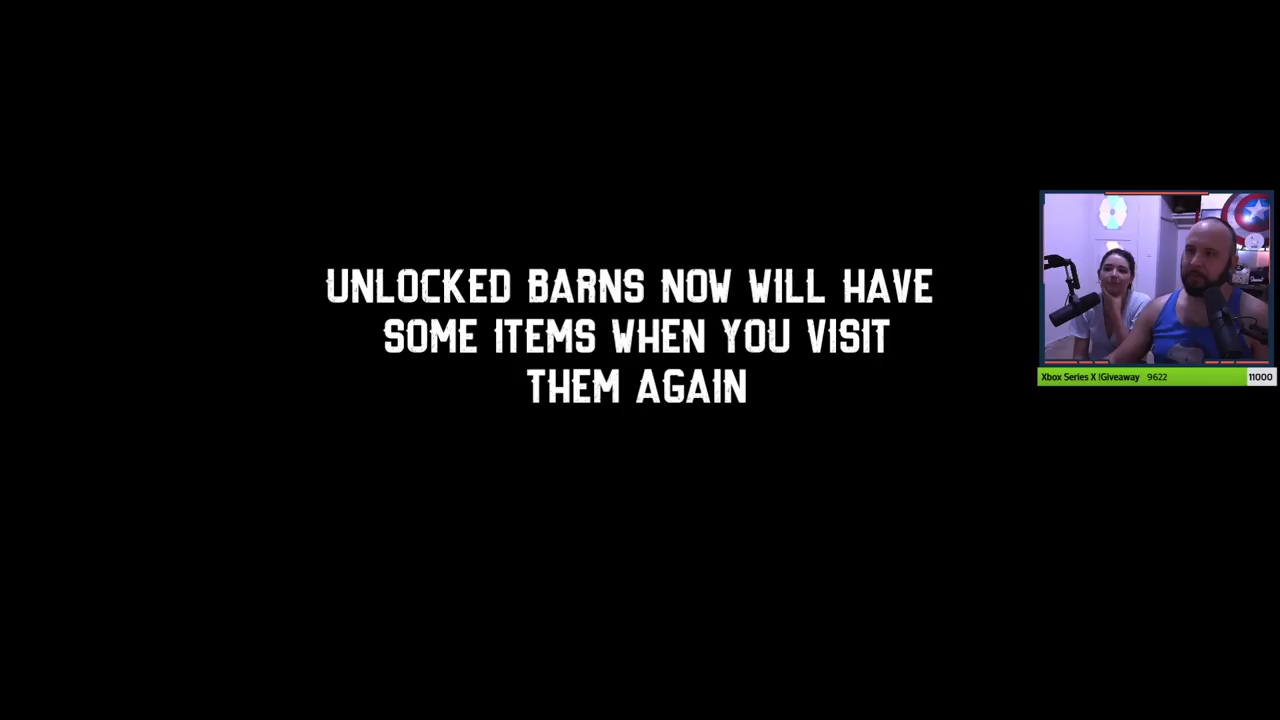 UNLOCKED BARNS NOW WILL HAVE
SOME ITEMS WHEN YOU VISIT
THEM AGAIN
Xbox Series X !Giveaway 9622 11000